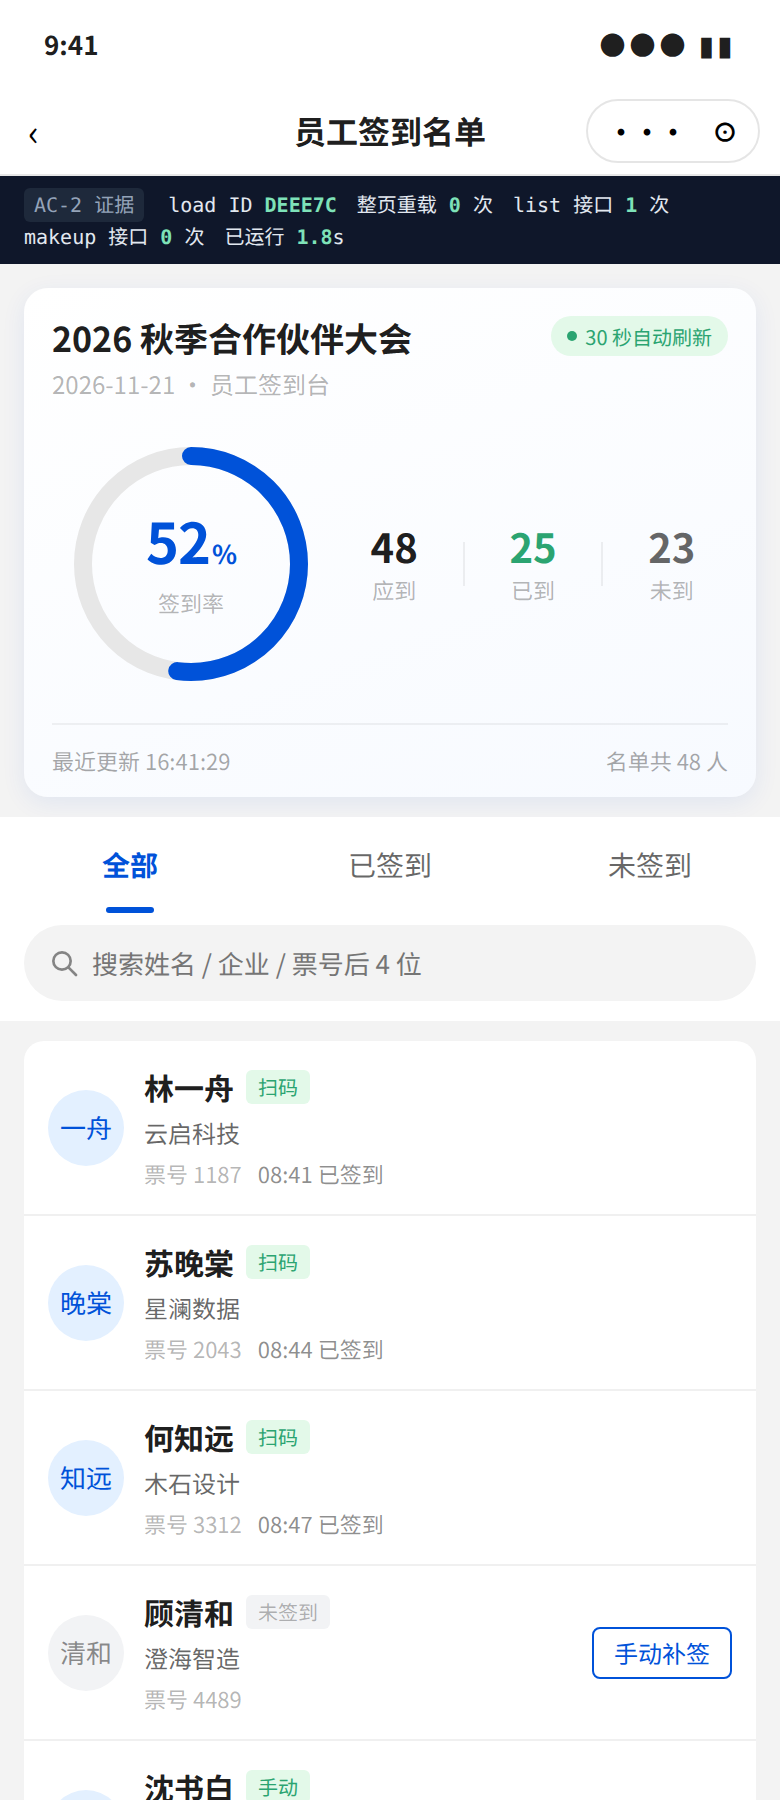 9:41
员工签到名单
AC-2 证据 load ID DEEE7C 整页重载 0 次 list 接口 1 次
makeup 接口 0 次 已运行 1.8s
2026 秋季合作伙伴大会
30 秒自动刷新
2026-11-21 · 员工签到台
52%
签到率
48
应到
25
已到
23
未到
最近更新 16:41:29
名单共 48 人
全部 已签到 未签到
搜索姓名 / 企业 / 票号后 4 位
一舟
林一舟 扫码
云启科技
票号 1187 08:41 已签到
晚棠
苏晚棠 扫码
星澜数据
票号 2043 08:44 已签到
知远
何知远 扫码
木石设计
票号 3312 08:47 已签到
清和
顾清和 未签到
澄海智造
票号 4489
手动补签
沈书白 手动